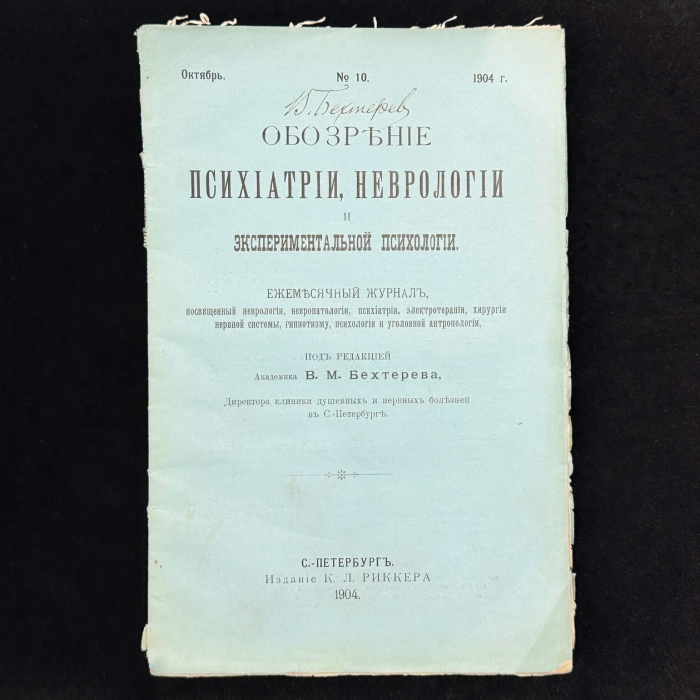 Октябрь. № 10. 1904 г.
В. Бехтерев
ОБОЗРѢНІЕ
ПСИХІАТРІИ, НЕВРОЛОГІИ
И
ЭКСПЕРИМЕНТАЛЬНОЙ ПСИХОЛОГІИ.
ЕЖЕМѢСЯЧНЫЙ ЖУРНАЛЪ,
посвященный неврологіи, невропатологіи, психіатріи, электротерапіи, хирургіи
нервной системы, гипнотизму, психологіи и уголовной антропологіи,
ПОДЪ РЕДАКЦІЕЙ
Академика В. М. Бехтерева,
Директора клиники душевныхъ и нервныхъ болѣзней
въ С.-Петербургѣ.
С.-ПЕТЕРБУРГЪ.
Изданіе К. Л. РИККЕРА
1904.